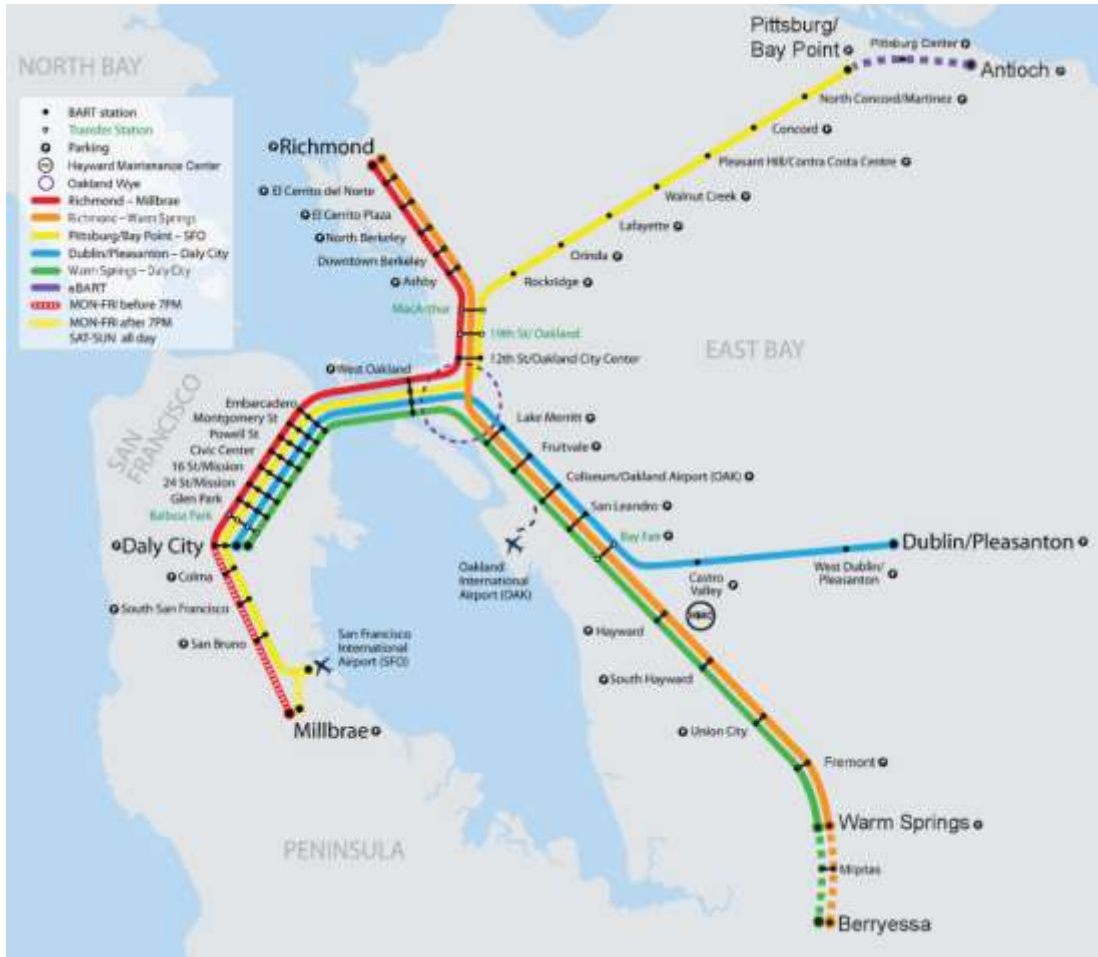 Pittsburg/
Bay Point
Pittsburg Center
Antioch
NORTH BAY
North Concord/Martinez
BART station
Transfer Station
Parking
Hayward Maintenance Center
Oakland Wye
Richmond – Millbrae
Richmond – Warm Springs
Pittsburg/Bay Point – SFO
Dublin/Pleasanton – Daly City
Warm Springs – Daly City
eBART
MON-FRI before 7PM
MON-FRI after 7PM
SAT-SUN all day
Concord
Richmond
Pleasant Hill/Contra Costa Centre
El Cerrito del Norte
Walnut Creek
El Cerrito Plaza
Lafayette
North Berkeley
Orinda
Downtown Berkeley
Ashby
Rockridge
MacArthur
19th St/Oakland
EAST BAY
12th St/Oakland City Center
West Oakland
SAN
FRANCISCO
Embarcadero
Montgomery St
Powell St
Civic Center
16 St/Mission
24 St/Mission
Glen Park
Balboa Park
Lake Merritt
Fruitvale
Coliseum/Oakland Airport (OAK)
San Leandro
Bay Fair
Daly City
Dublin/Pleasanton
West Dublin/
Pleasanton
Castro
Valley
Oakland
International
Airport (OAK)
Colma
South San Francisco
San Bruno
San Francisco
International
Airport (SFO)
Hayward
South Hayward
Millbrae
Union City
Fremont
Warm Springs
PENINSULA
Milpitas
Berryessa